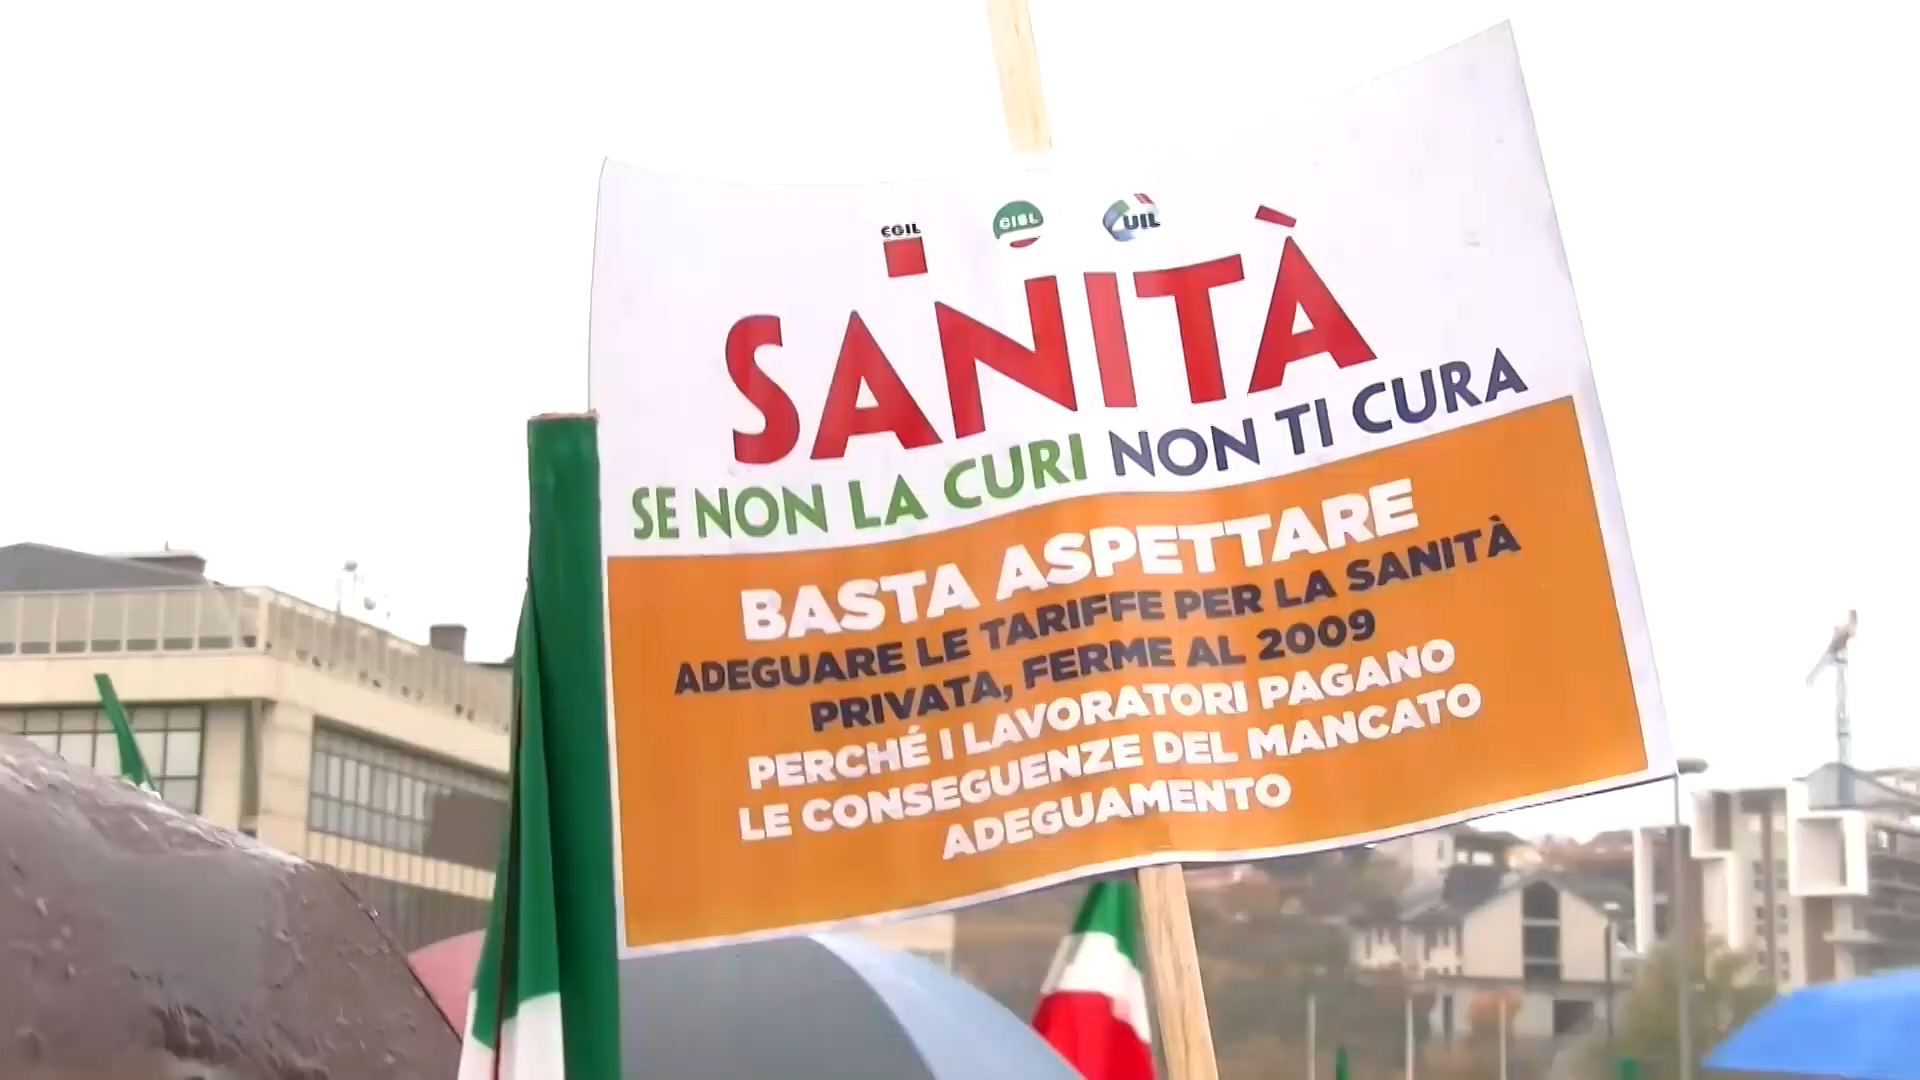 CGIL CISL UIL
SANITÀ
SE NON LA CURI NON TI CURA
BASTA ASPETTARE
ADEGUARE LE TARIFFE PER LA SANITÀ
PRIVATA, FERME AL 2009
PERCHÉ I LAVORATORI PAGANO
LE CONSEGUENZE DEL MANCATO
ADEGUAMENTO